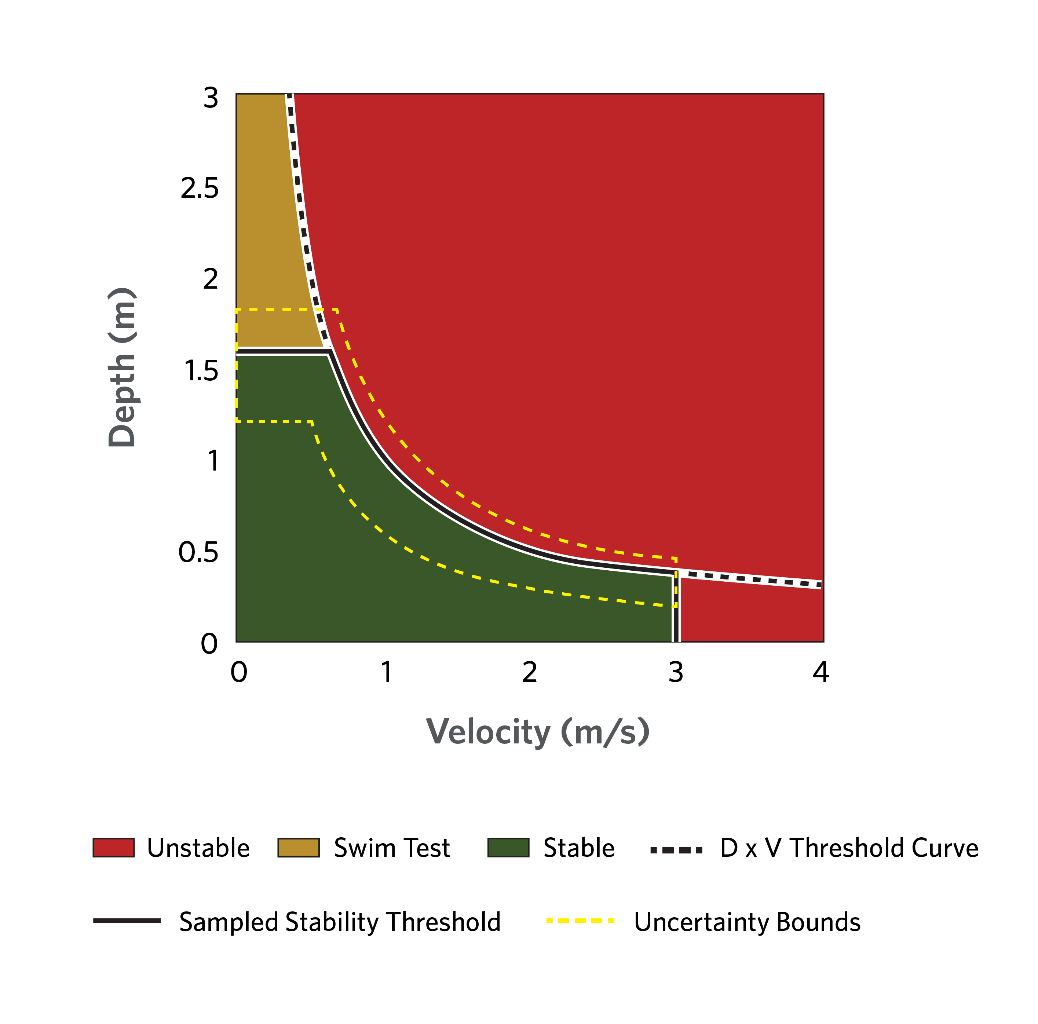 3
2.5
2
1.5
1
0.5
0
Depth (m)
0 1 2 3 4
Velocity (m/s)
Unstable Swim Test Stable D x V Threshold Curve
Sampled Stability Threshold Uncertainty Bounds